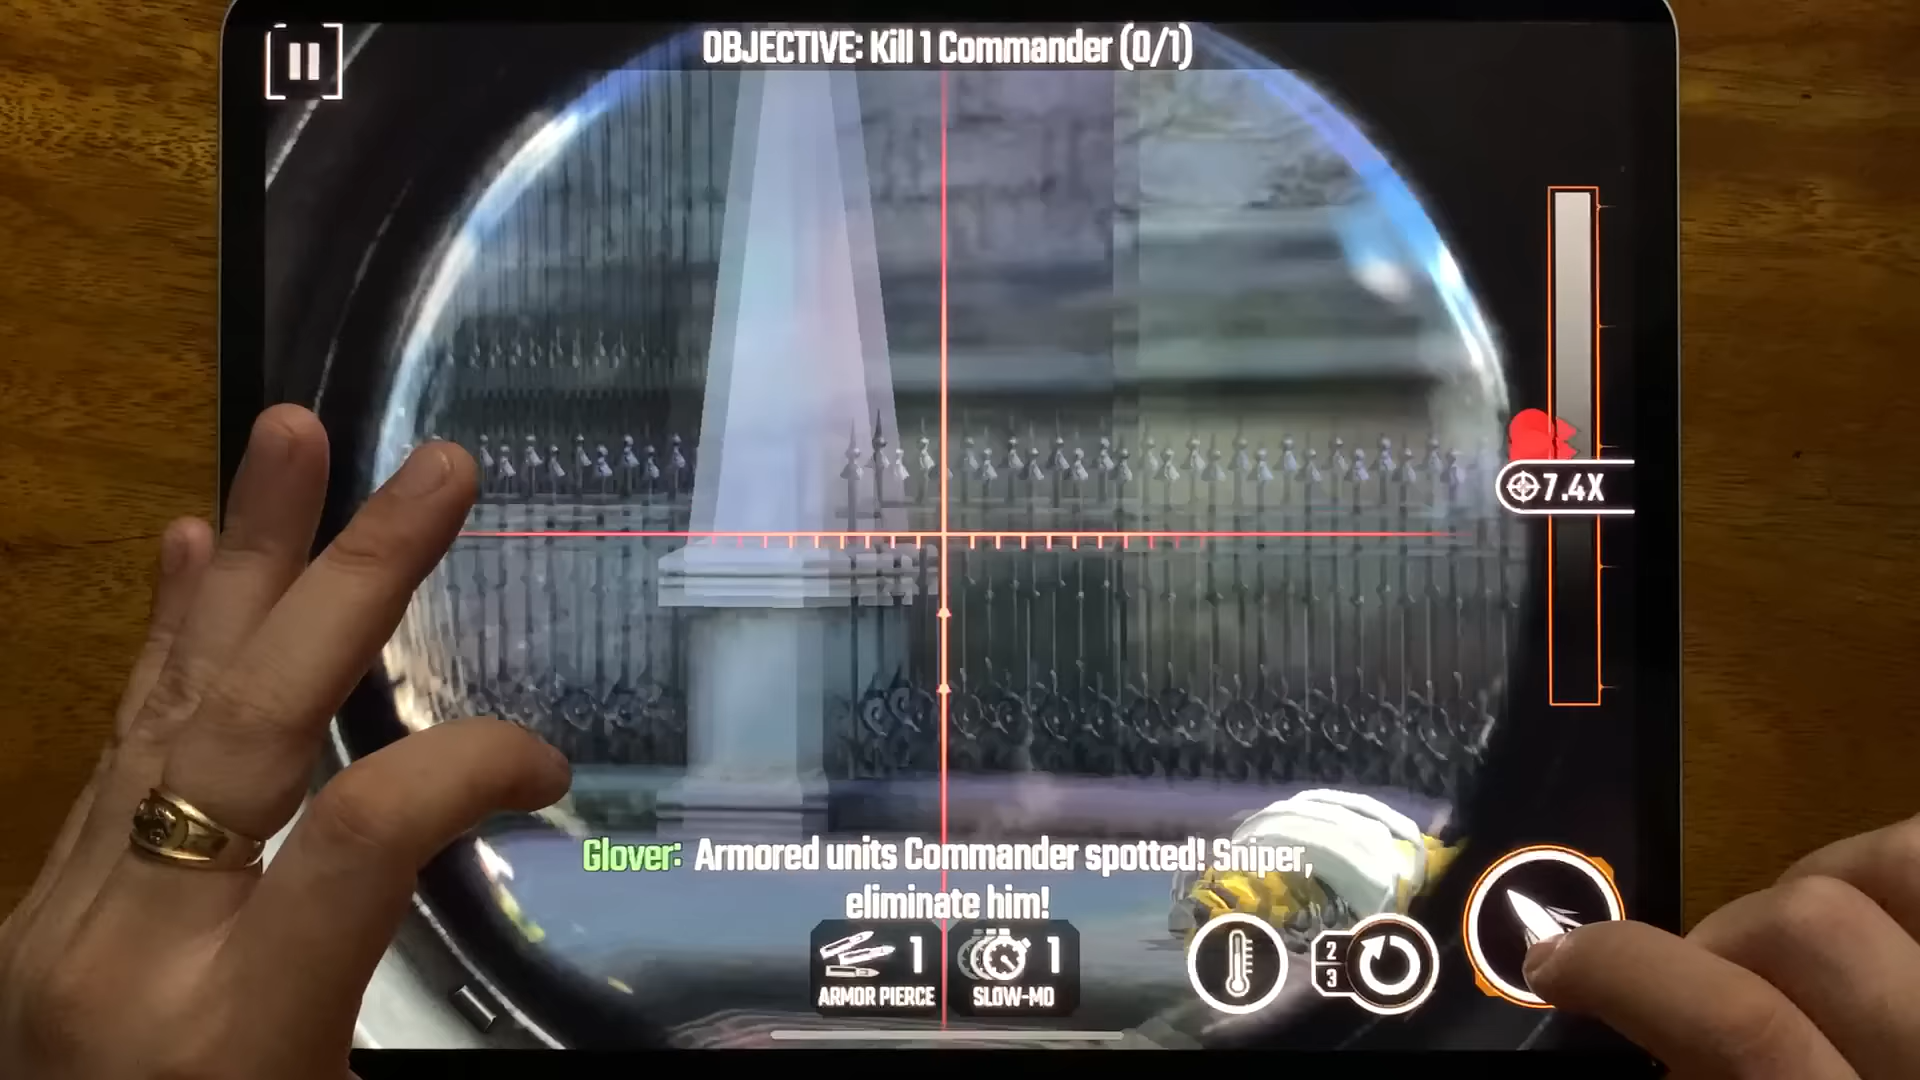 OBJECTIVE: Kill 1 Commander (0/1)
7.4X
Glover: Armored units Commander spotted! Sniper,
eliminate him!
1
ARMOR PIERCE
1
SLOW-MO
2
3